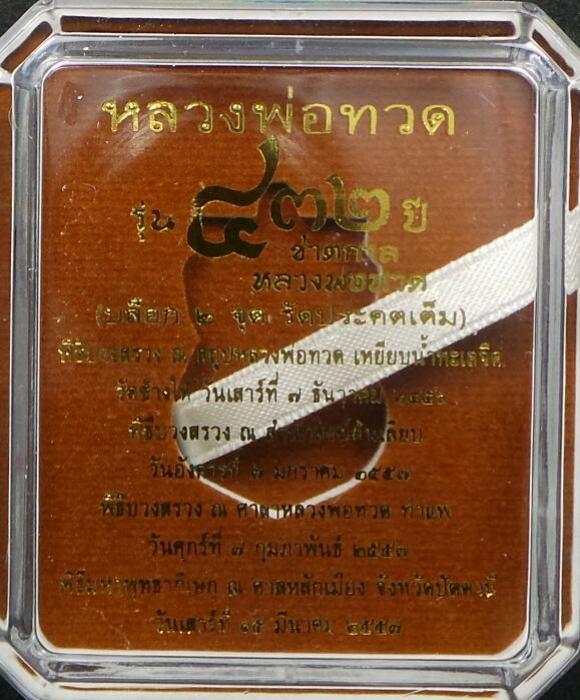 หลวงพ่อทวด
รุ่น ๔๓๒ ปี
ชาตกาล
หลวงพ่อทวด
(บล๊อก ๒ จุด รัดประคตเต็ม)
พิธีบวงสรวง ณ สถูปหลวงพ่อทวด เหยียบน้ำทะเลจืด
วัดช้างให้ วันเสาร์ที่ ๗ ธันวาคม ๒๕๕๖
พิธีบวงสรวง ณ
วันอังคารที่ ๗ มกราคม ๒๕๕๗
พิธีบวงสรวง ณ ศาลาหลวงพ่อทวด ท่าแพ
วันศุกร์ที่ ๗ กุมภาพันธ์ ๒๕๕๗
พิธีมหาพุทธาภิเษก ณ ศาลหลักเมือง จังหวัดปัตตานี
วันเสาร์ที่ ๑๕ มีนาคม ๒๕๕๗